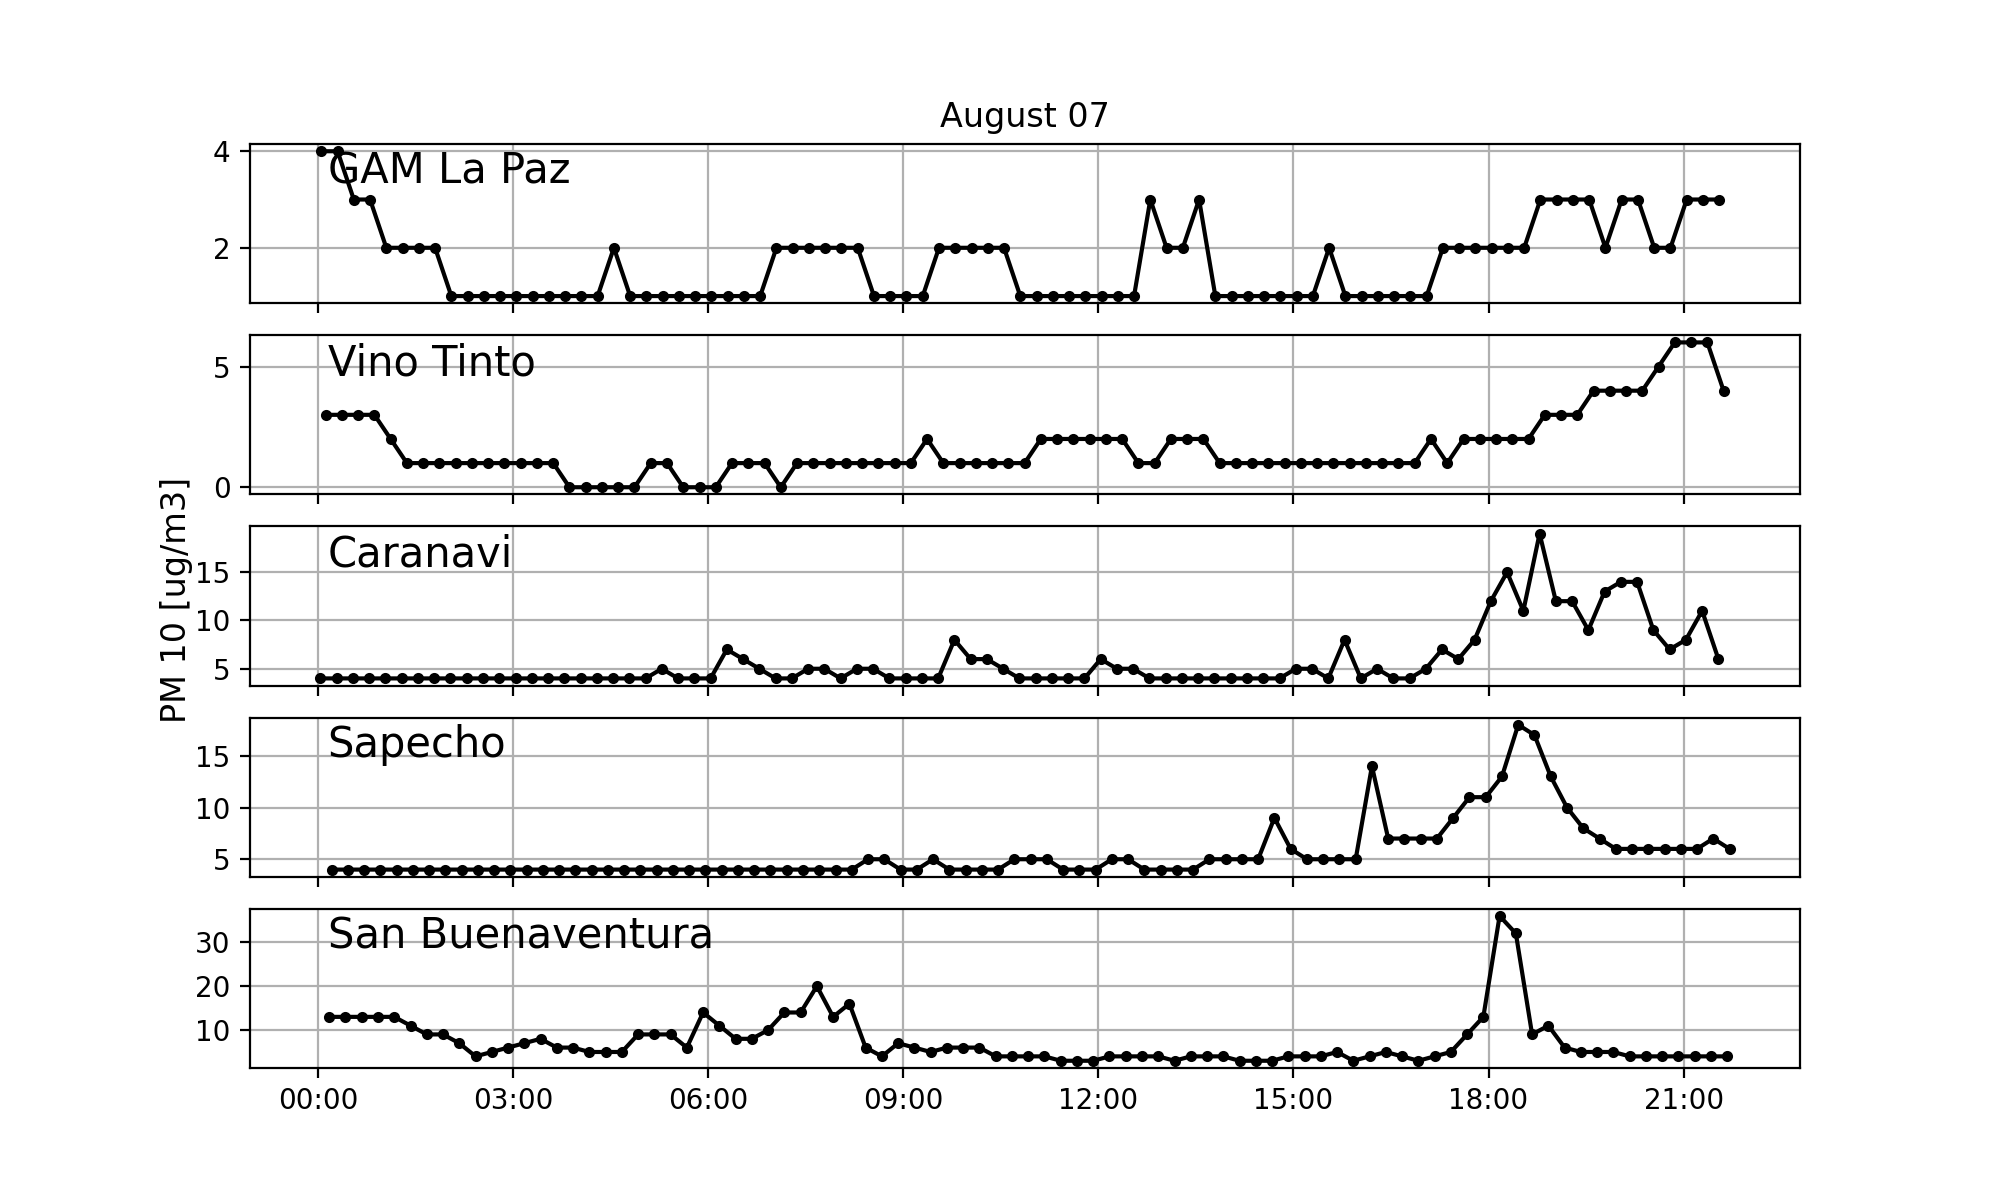 August 07
PM 10 [ug/m3]
GAM La Paz
4
2
Vino Tinto
5
0
Caranavi
15
10
5
Sapecho
15
10
5
San Buenaventura
30
20
10
00:00 03:00 06:00 09:00 12:00 15:00 18:00 21:00